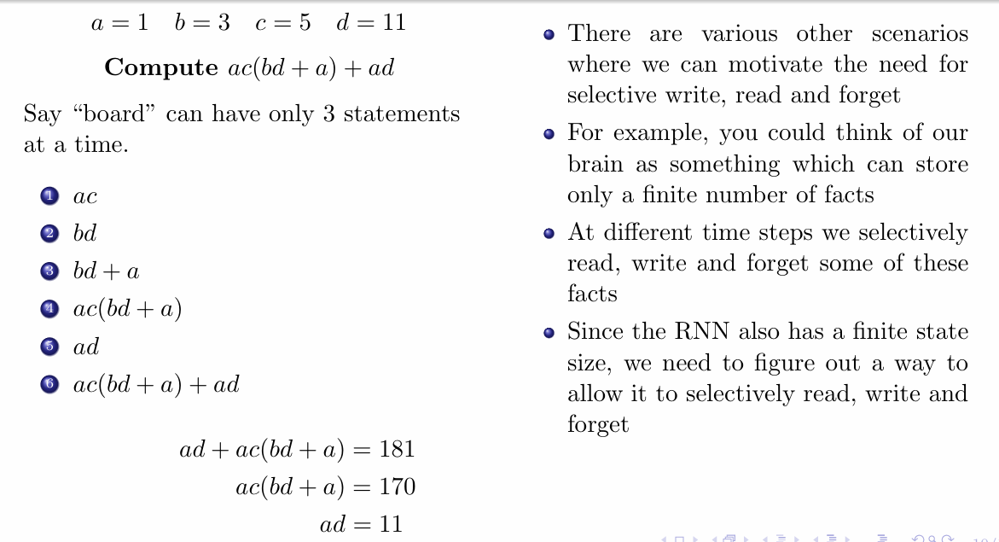 a = 1 b = 3 c = 5 d = 11
Compute ac(bd + a) + ad
Say “board” can have only 3 statements
at a time.
1 ac
2 bd
3 bd + a
4 ac(bd + a)
5 ad
6 ac(bd + a) + ad
ad + ac(bd + a) = 181
ac(bd + a) = 170
ad = 11
There are various other scenarios
where we can motivate the need for
selective write, read and forget
For example, you could think of our
brain as something which can store
only a finite number of facts
At different time steps we selectively
read, write and forget some of these
facts
Since the RNN also has a finite state
size, we need to figure out a way to
allow it to selectively read, write and
forget